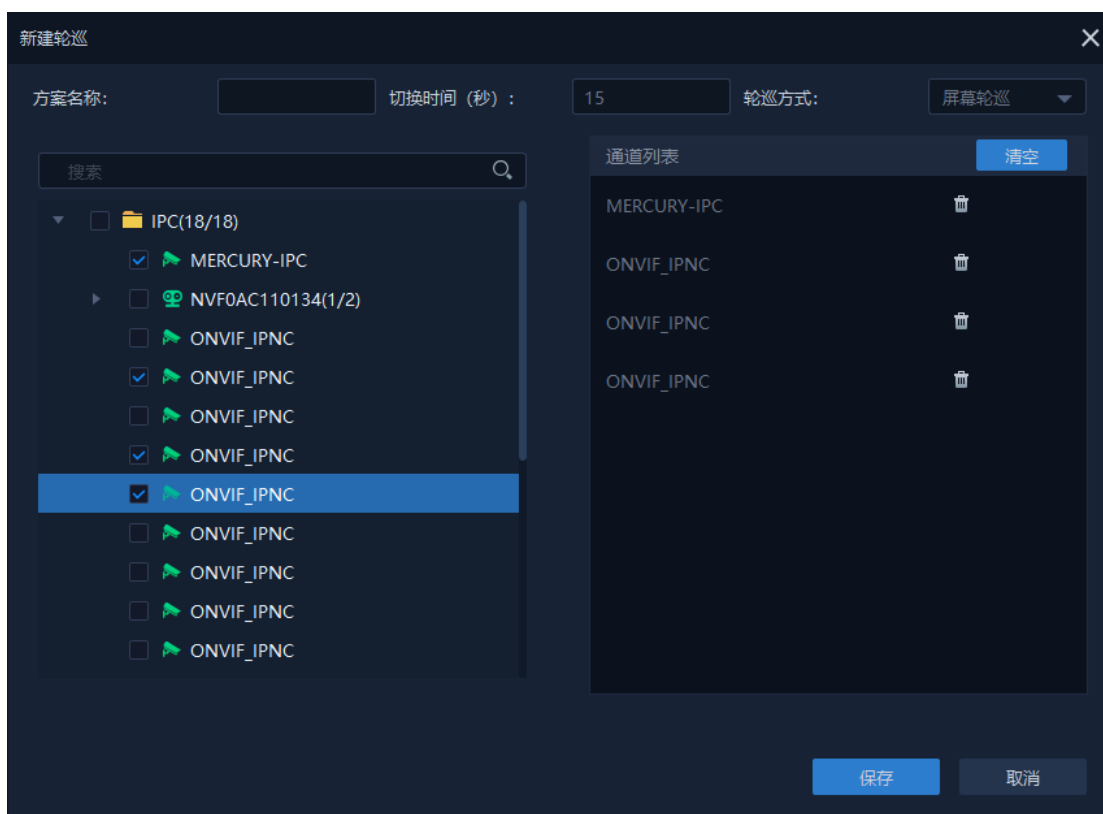 新建轮巡
方案名称: 切换时间（秒）: 15 轮巡方式: 屏幕轮巡
搜索
IPC(18/18)
MERCURY-IPC
NVF0AC110134(1/2)
ONVIF_IPNC
ONVIF_IPNC
ONVIF_IPNC
ONVIF_IPNC
ONVIF_IPNC
ONVIF_IPNC
ONVIF_IPNC
ONVIF_IPNC
ONVIF_IPNC
通道列表 清空
MERCURY-IPC
ONVIF_IPNC
ONVIF_IPNC
ONVIF_IPNC
保存 取消